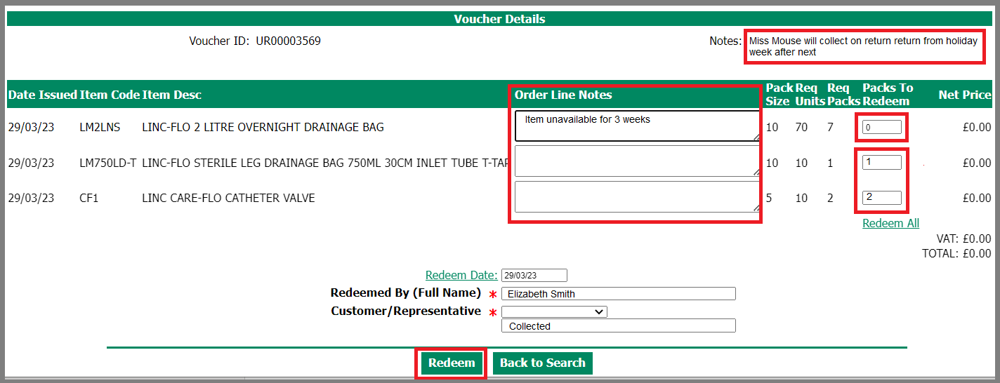 Voucher Details
Voucher ID: UR00003569
Notes: Miss Mouse will collect on return return from holiday
week after next
Date Issued Item Code Item Desc Order Line Notes Pack Size Req Units Req Packs Packs To Redeem Net Price
29/03/23 LM2LNS LINC-FLO 2 LITRE OVERNIGHT DRAINAGE BAG Item unavailable for 3 weeks 10 70 7 0 £0.00
29/03/23 LM750LD-T LINC-FLO STERILE LEG DRAINAGE BAG 750ML 30CM INLET TUBE T-TAP 10 10 1 1 £0.00
29/03/23 CF1 LINC CARE-FLO CATHETER VALVE 5 10 2 2 £0.00
Redeem All
VAT: £0.00
TOTAL: £0.00
Redeem Date: 29/03/23
Redeemed By (Full Name) * Elizabeth Smith
Customer/Representative *
Collected
Redeem Back to Search